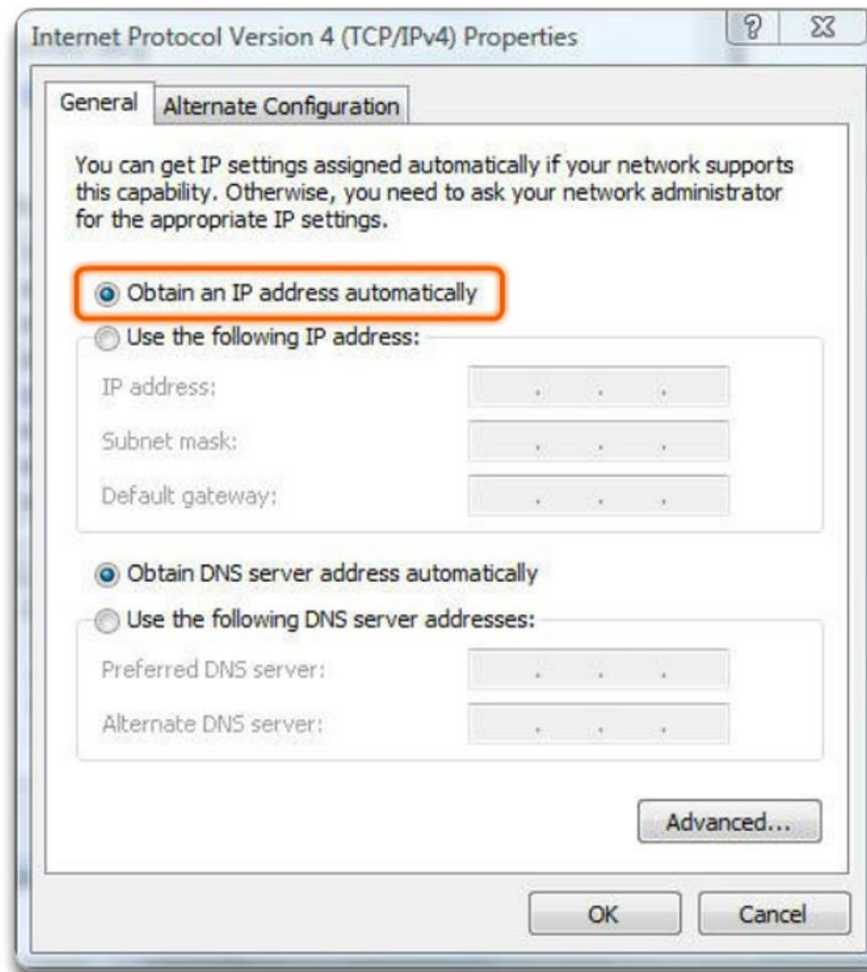 Internet Protocol Version 4 (TCP/IPv4) Properties
General
Alternate Configuration
You can get IP settings assigned automatically if your network supports
this capability. Otherwise, you need to ask your network administrator
for the appropriate IP settings.
Obtain an IP address automatically
Use the following IP address:
IP address:
Subnet mask:
Default gateway:
Obtain DNS server address automatically
Use the following DNS server addresses:
Preferred DNS server:
Alternate DNS server:
Advanced...
OK
Cancel